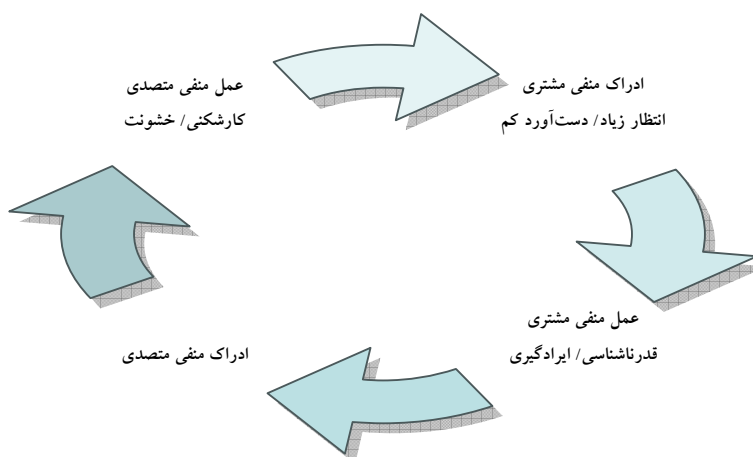 ادراک منفی مشتری
انتظار زیاد/ دست‌آورد کم
عمل منفی مشتری
قدرناشناسی/ ایرادگیری
ادراک منفی متصدی
عمل منفی متصدی
کارشکنی/ خشونت